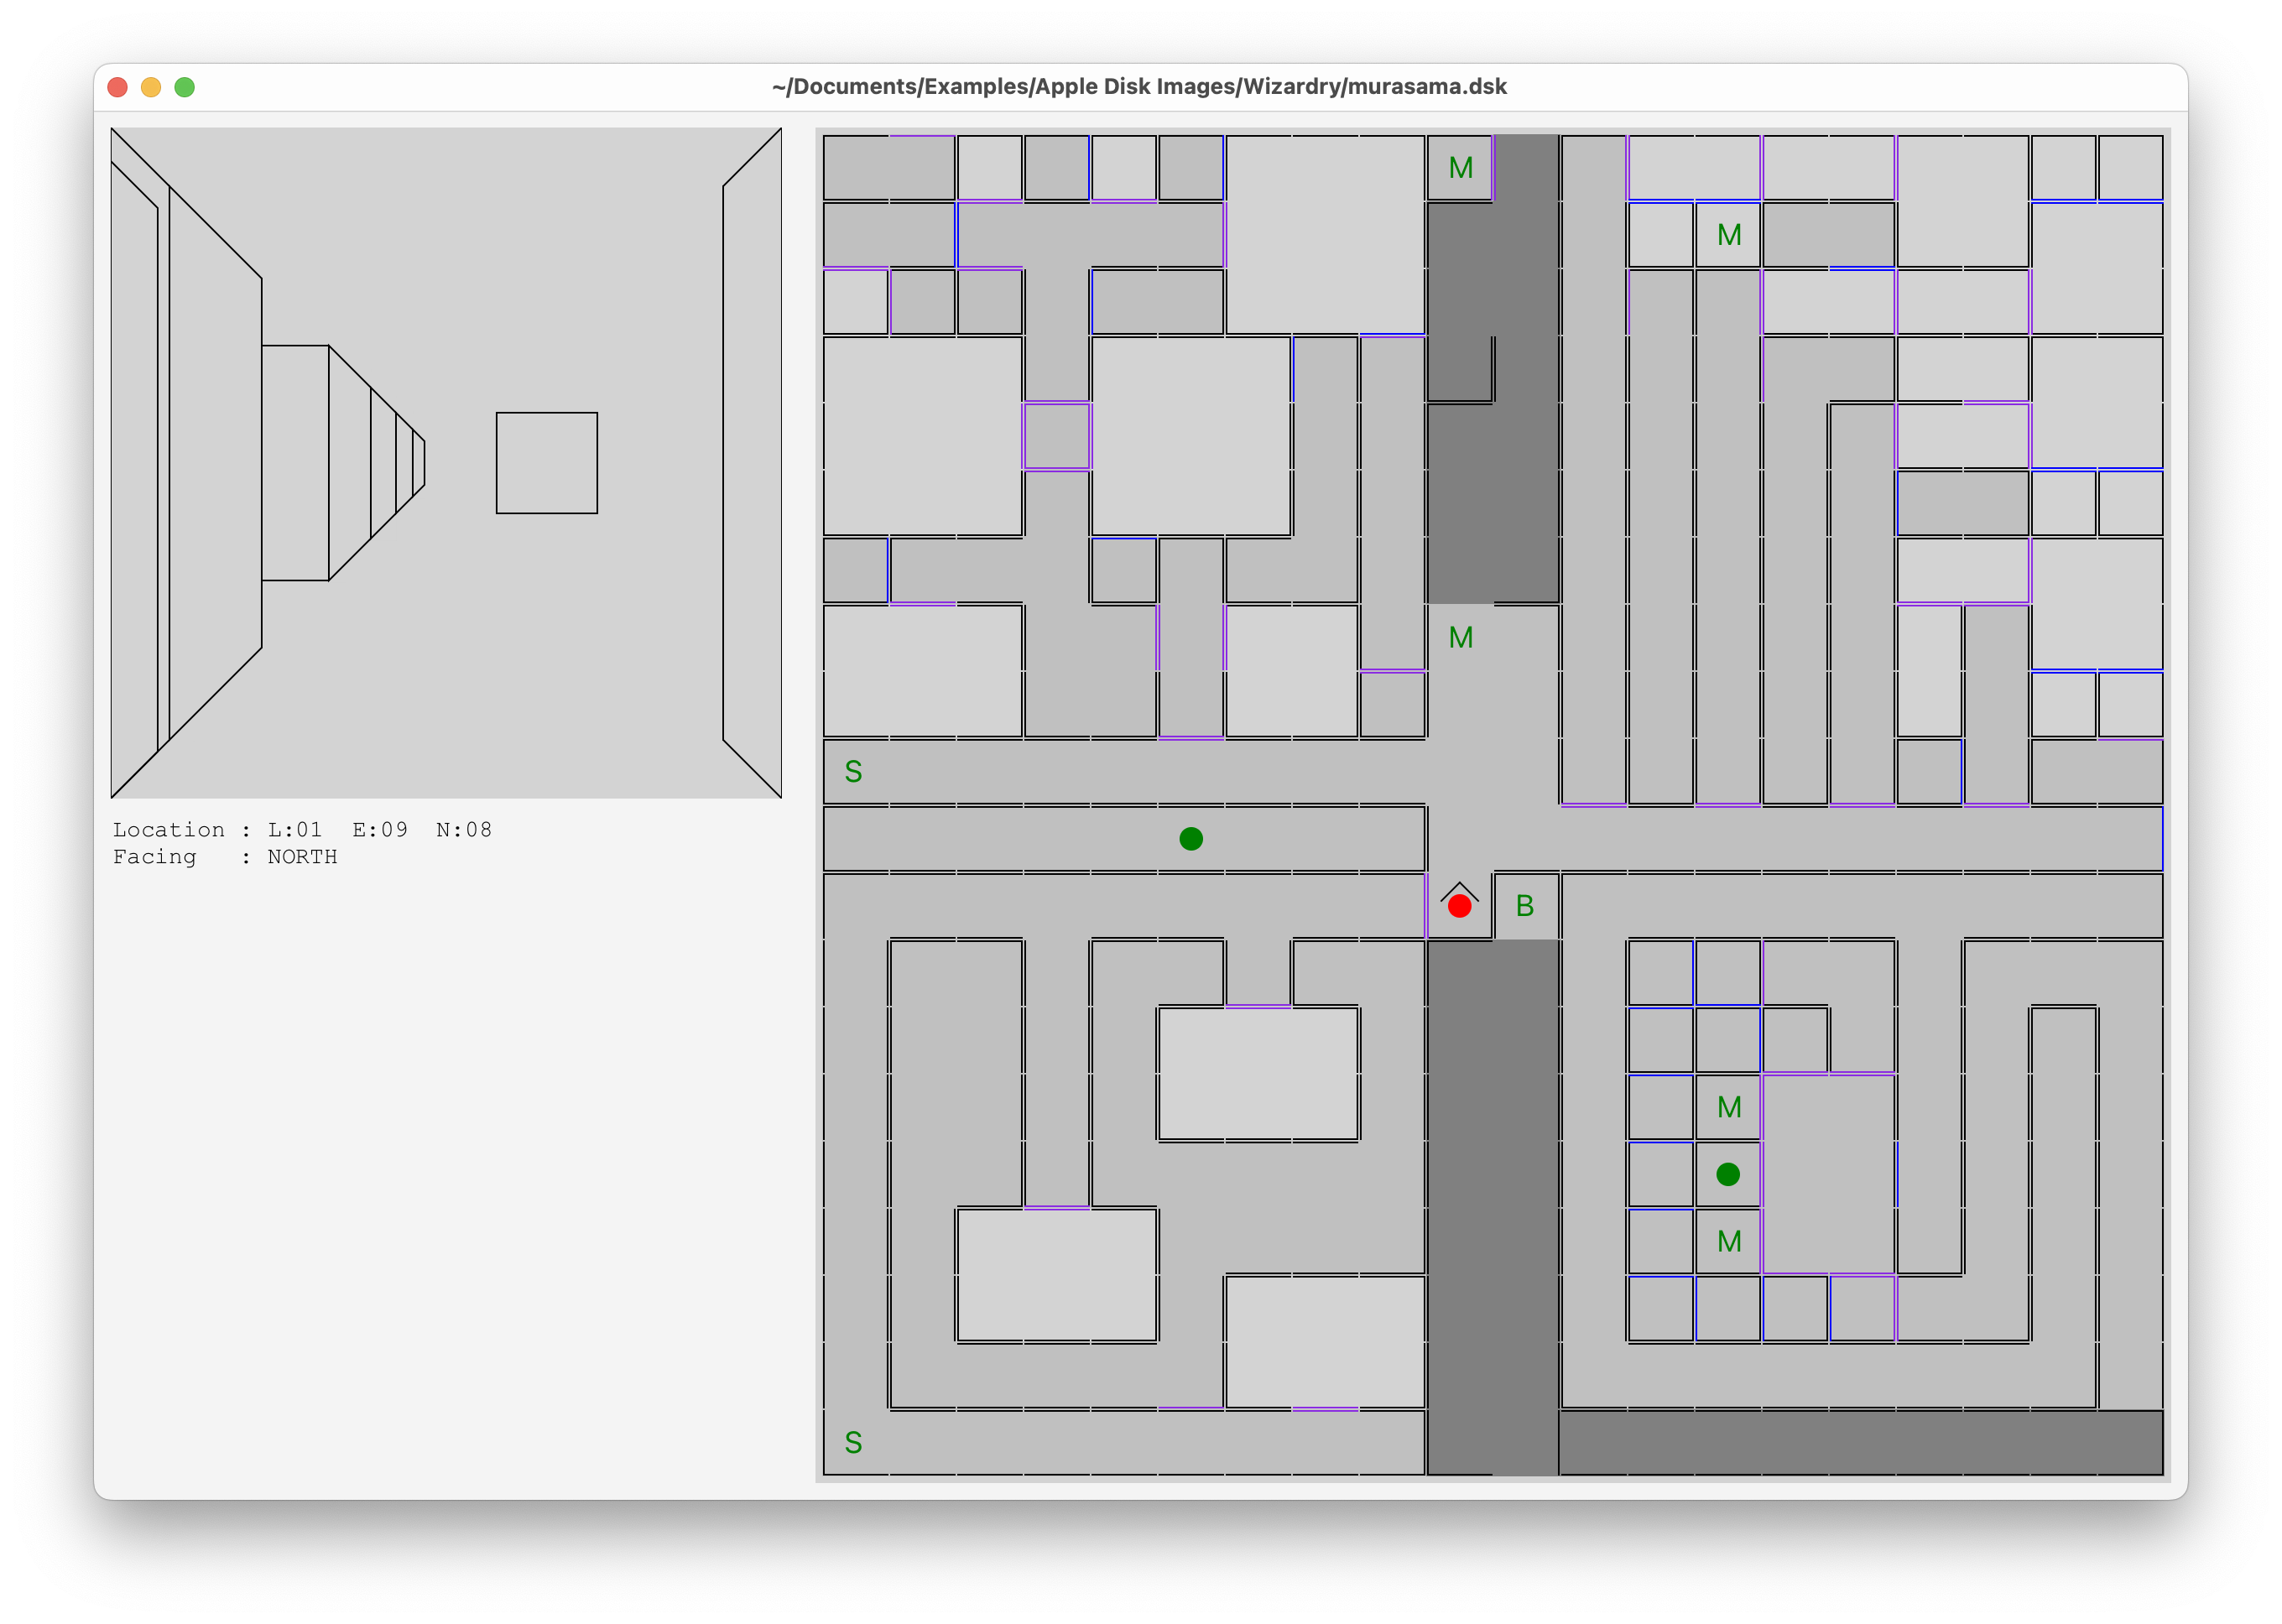 ~/Documents/Examples/Apple Disk Images/Wizardry/murasama.dsk
M
M
M
S
Location : L:01  E:09  N:08
Facing   : NORTH
B
M
M
S